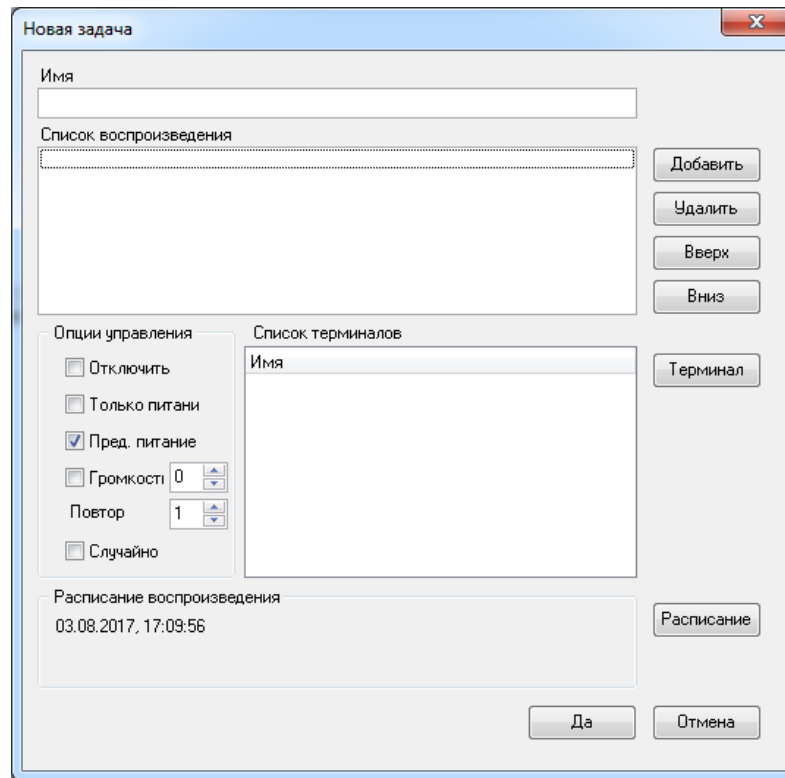 Новая задача
Имя
Список воспроизведения
Добавить
Удалить
Вверх
Вниз
Опции управления
Список терминалов
Отключить
Имя
Терминал
Только питани
Пред. питание
Громкості 0
Повтор 1
Случайно
Расписание воспроизведения
03.08.2017, 17:09:56
Расписание
Да
Отмена